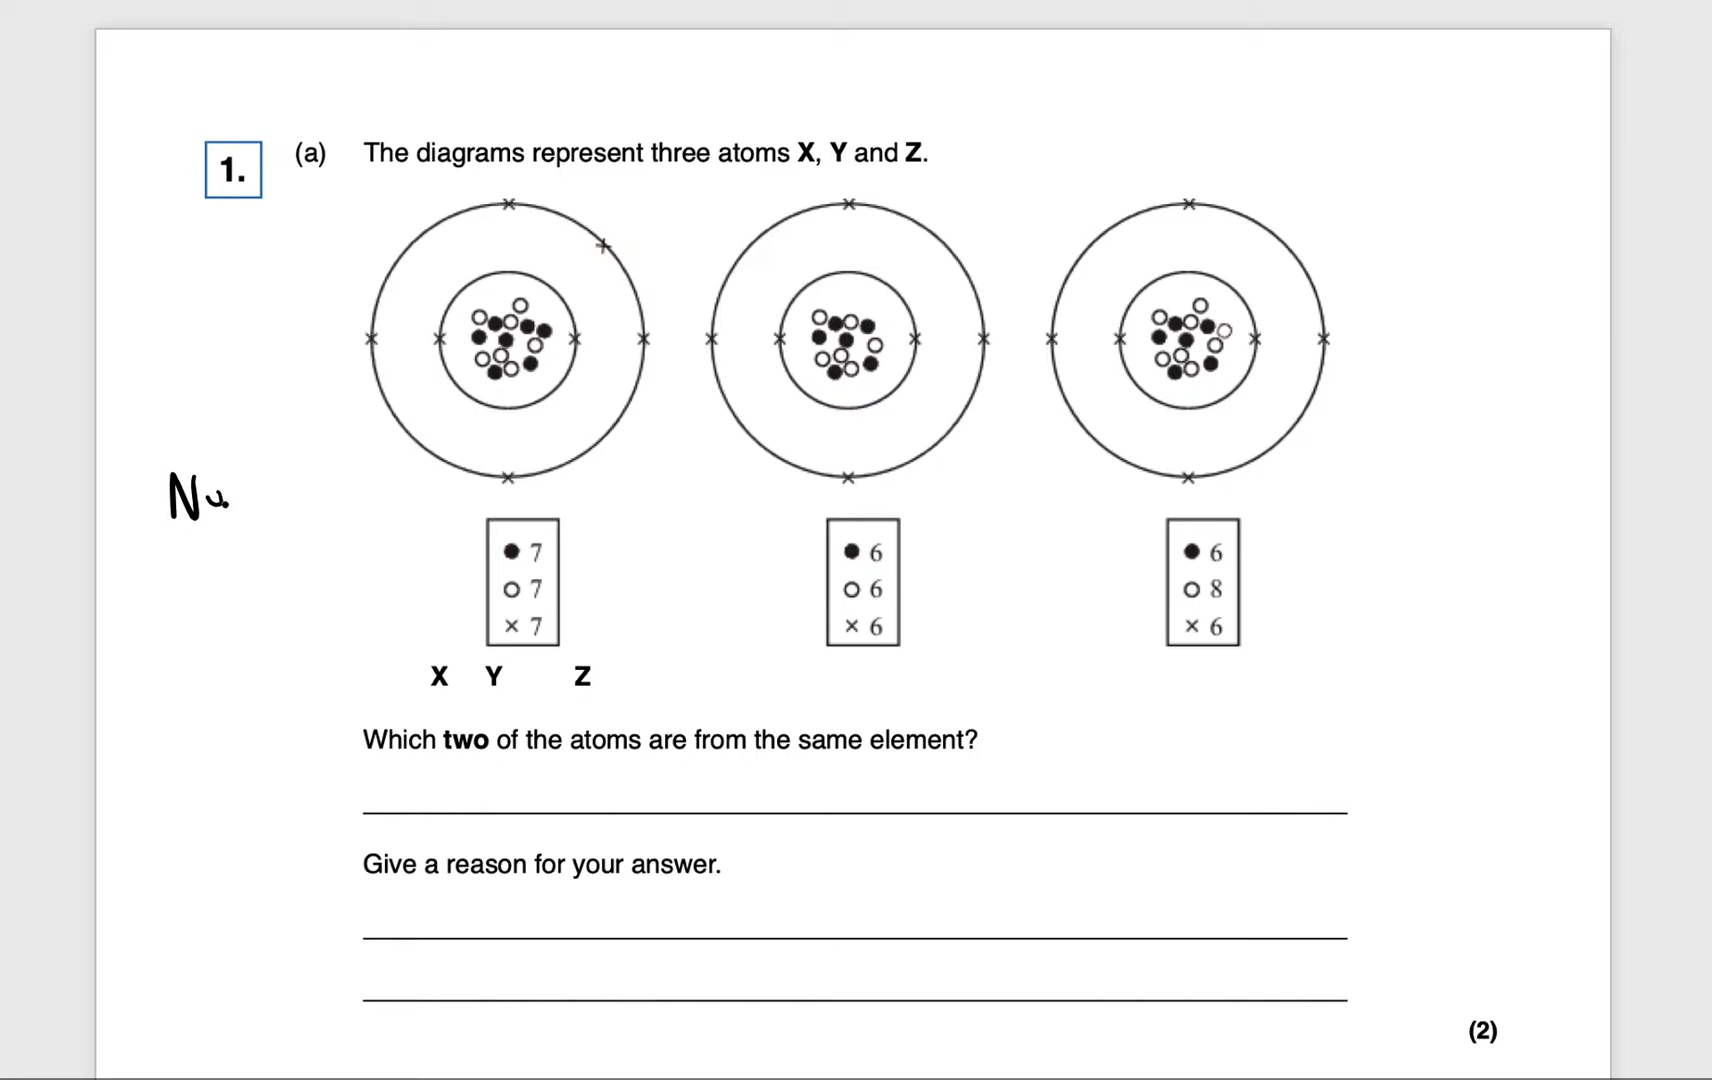 1. (a) The diagrams represent three atoms X, Y and Z.
Nu
● 7
○ 7
× 7
● 6
○ 6
× 6
● 6
○ 8
× 6
X Y Z
Which two of the atoms are from the same element?
Give a reason for your answer.
(2)